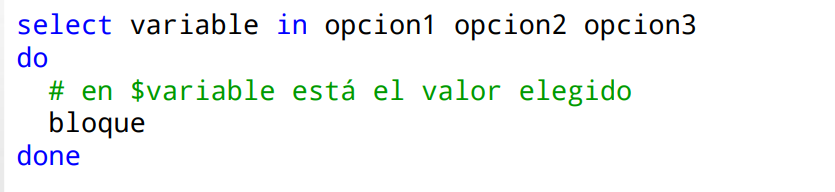 select variable in opcion1 opcion2 opcion3
do
  # en $variable está el valor elegido
  bloque
done